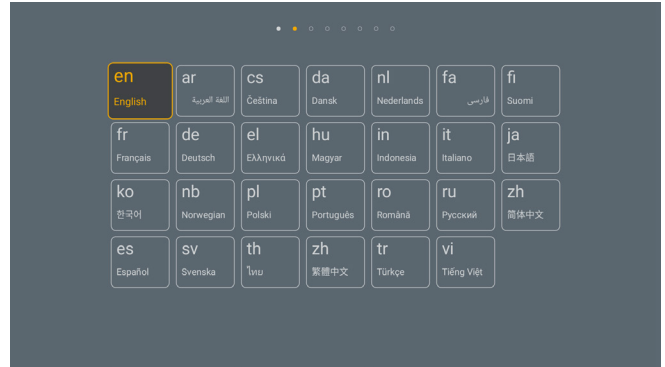 en
English
ar
اللغة العربية
cs
Čeština
da
Dansk
nl
Nederlands
fa
فارسی
fi
Suomi
fr
Français
de
Deutsch
el
Ελληνικά
hu
Magyar
in
Indonesia
it
Italiano
ja
日本語
ko
한국어
nb
Norwegian
pl
Polski
pt
Português
ro
Română
ru
Русский
zh
简体中文
es
Español
sv
Svenska
th
ไทย
zh
繁體中文
tr
Türkçe
vi
Tiếng Việt